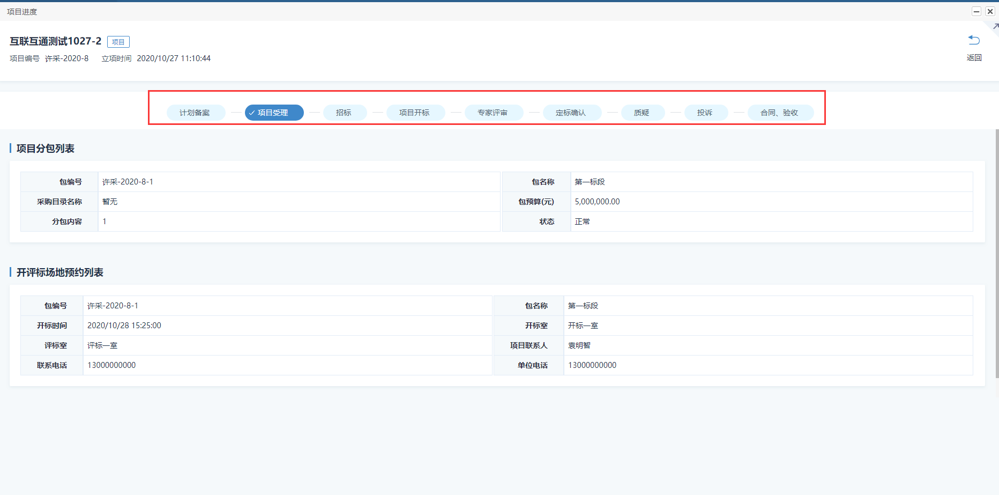 项目进度
互联互通测试1027-2 项目
项目编号 许采-2020-8 立项时间 2020/10/27 11:10:44
返回
计划备案 项目受理 招标 项目开标 专家评审 定标确认 质疑 投诉 合同、验收
项目分包列表
包编号 许采-2020-8-1 包名称 第一标段
采购目录名称 暂无 包预算(元) 5,000,000.00
分包内容 1 状态 正常
开评标场地预约列表
包编号 许采-2020-8-1 包名称 第一标段
开标时间 2020/10/28 15:25:00 开标室 开标一室
评标室 评标一室 项目联系人 袁明智
联系电话 13000000000 单位电话 13000000000